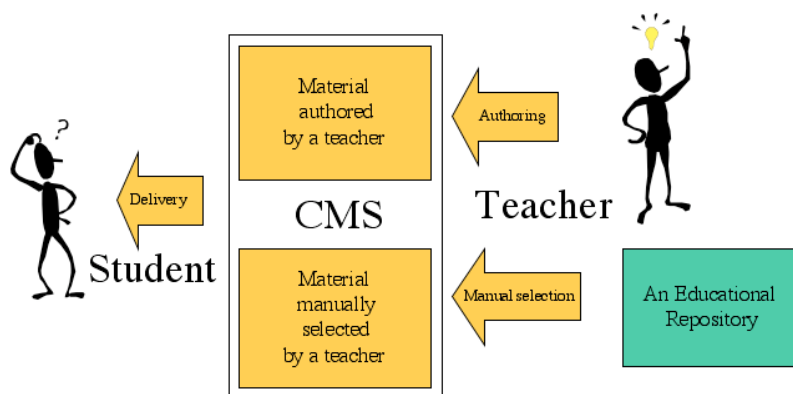 ?
Material
authored
by a teacher
Authoring
Delivery
CMS
Teacher
Student
Material
manually
selected
by a teacher
Manual selection
An Educational
Repository